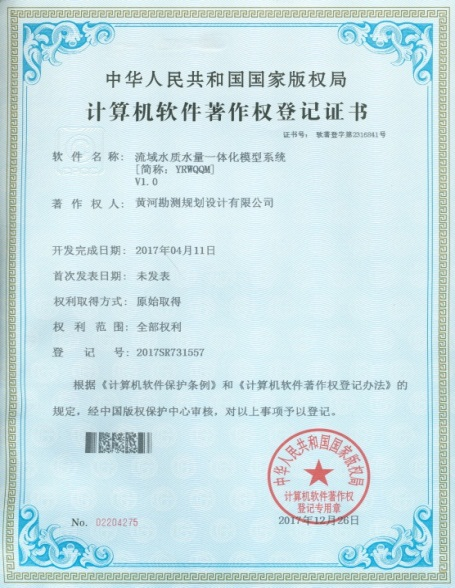 中华人民共和国国家版权局
计算机软件著作权登记证书
证书号： 软著登字第2316841号
软件名称： 流域水质水量一体化模型系统
[简称：YRWQQM]
V1.0
著作权人： 黄河勘测规划设计有限公司
开发完成日期： 2017年04月11日
首次发表日期： 未发表
权利取得方式： 原始取得
权利范围： 全部权利
登记号： 2017SR731557
根据《计算机软件保护条例》和《计算机软件著作权登记办法》的
规定，经中国版权保护中心审核，对以上事项予以登记。
中华人民共和国国家版权局
计算机软件著作权
登记专用章
No. 02204275
2017年12月26日